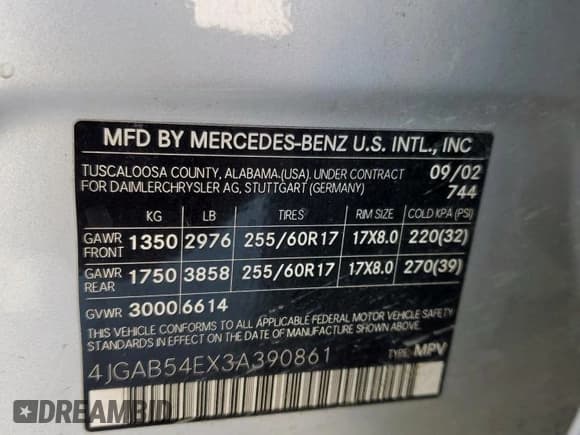 MFD BY MERCEDES-BENZ U.S. INTL., INC
TUSCALOOSA COUNTY, ALABAMA.(USA). UNDER CONTRACT 09/02
FOR DAIMLERCHRYSLER AG, STUTTGART (GERMANY) 744
KG LB TIRES RIM SIZE COLD KPA (PSI)
GAWR FRONT 1350 2976 255/60R17 17X8.0 220(32)
GAWR REAR 1750 3858 255/60R17 17X8.0 270(39)
GVWR 3000 6614
THIS VEHICLE CONFORMS TO ALL APPLICABLE FEDERAL MOTOR VEHICLE SAFETY
STANDARDS IN EFFECT ON THE DATE OF MANUFACTURE SHOWN ABOVE.
4JGAB54EX3A390861 TYPE: MPV
DREAMBID